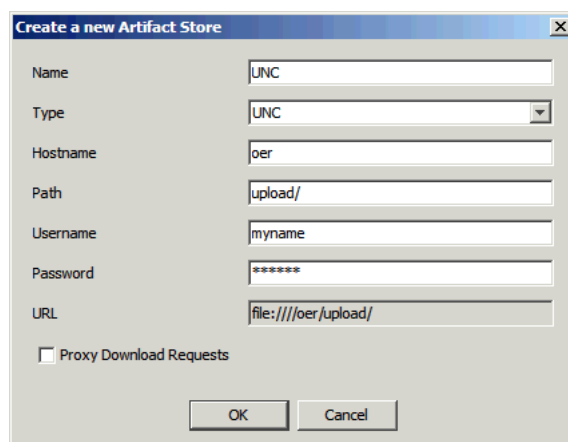 Create a new Artifact Store
Name UNC
Type UNC
Hostname oer
Path upload/
Username myname
Password ******
URL file:////oer/upload/
Proxy Download Requests
OK Cancel